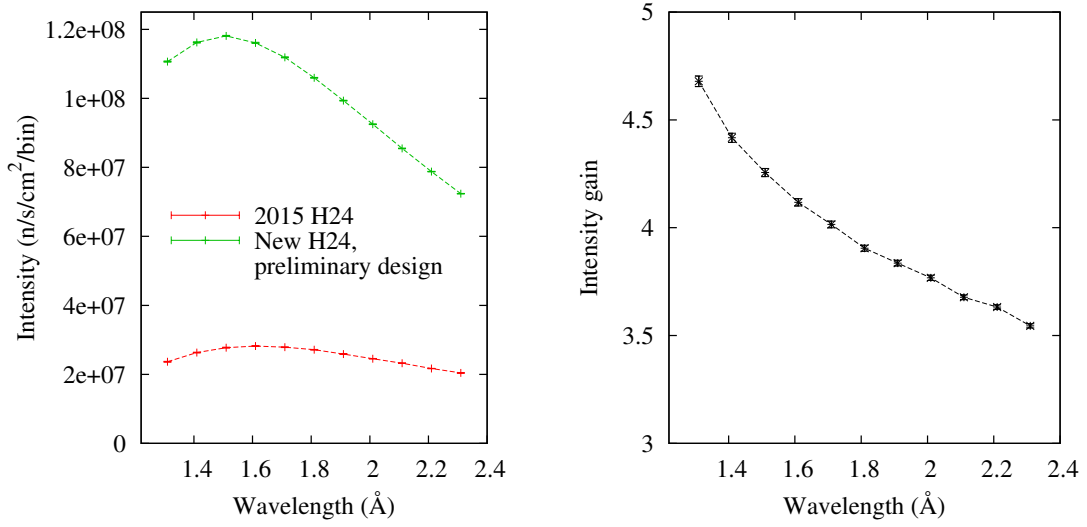 1.2e+08
1e+08
8e+07
6e+07
4e+07
2e+07
0
Intensity (n/s/cm²/bin)
2015 H24
New H24,
preliminary design
1.4 1.6 1.8 2 2.2 2.4
Wavelength (Å)
5
4.5
4
3.5
3
Intensity gain
1.4 1.6 1.8 2 2.2 2.4
Wavelength (Å)